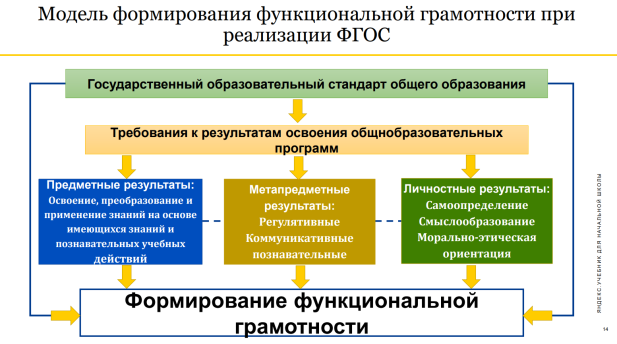 Модель формирования функциональной грамотности при
реализации ФГОС
Государственный образовательный стандарт общего образования
Требования к результатам освоения общнобразовательных
программ
Предметные результаты:
Освоение, преобразование и
применение знаний на основе
имеющихся знаний и
познавательных учебных
действий
Метапредметные
результаты:
Регулятивные
Коммуникативные
познавательные
Личностные результаты:
Самоопределение
Смыслообразование
Морально-этическая
ориентация
Формирование функциональной
грамотности
ЯНДЕКС.УЧЕБНИК ДЛЯ НАЧАЛЬНОЙ ШКОЛЫ
14